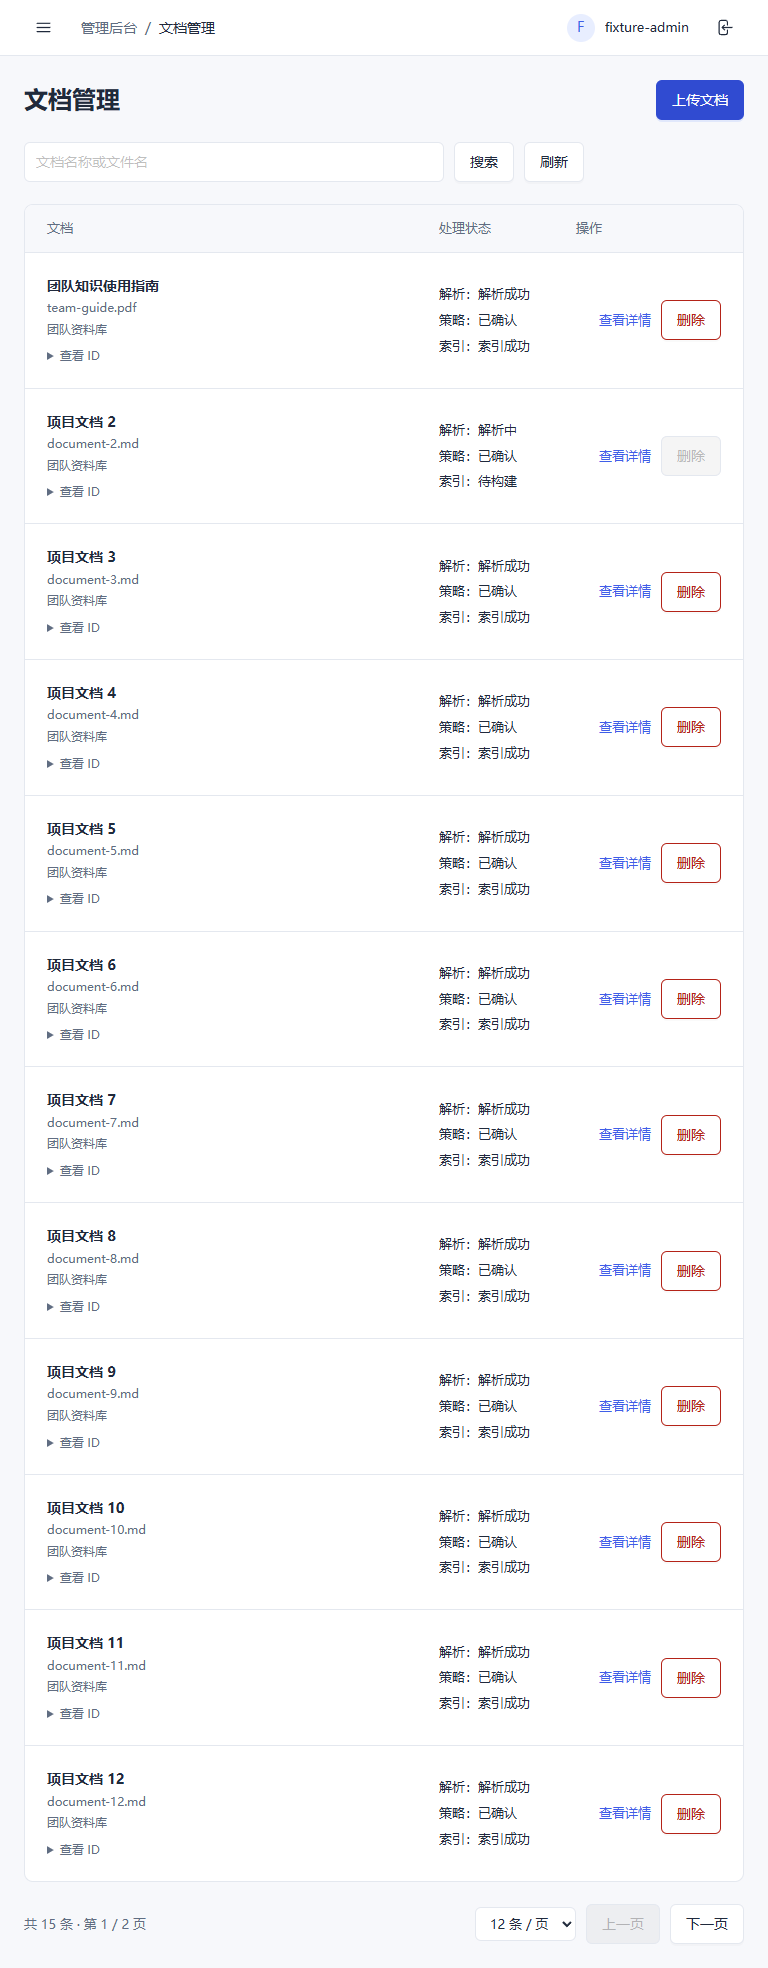 管理后台 / 文档管理
F fixture-admin
文档管理
上传文档
文档名称或文件名
搜索
刷新
文档 处理状态 操作
团队知识使用指南
team-guide.pdf
团队资料库
查看 ID
解析：解析成功
策略：已确认
索引：索引成功
查看详情 删除
项目文档 2
document-2.md
团队资料库
查看 ID
解析：解析中
策略：已确认
索引：待构建
查看详情 删除
项目文档 3
document-3.md
团队资料库
查看 ID
解析：解析成功
策略：已确认
索引：索引成功
查看详情 删除
项目文档 4
document-4.md
团队资料库
查看 ID
解析：解析成功
策略：已确认
索引：索引成功
查看详情 删除
项目文档 5
document-5.md
团队资料库
查看 ID
解析：解析成功
策略：已确认
索引：索引成功
查看详情 删除
项目文档 6
document-6.md
团队资料库
查看 ID
解析：解析成功
策略：已确认
索引：索引成功
查看详情 删除
项目文档 7
document-7.md
团队资料库
查看 ID
解析：解析成功
策略：已确认
索引：索引成功
查看详情 删除
项目文档 8
document-8.md
团队资料库
查看 ID
解析：解析成功
策略：已确认
索引：索引成功
查看详情 删除
项目文档 9
document-9.md
团队资料库
查看 ID
解析：解析成功
策略：已确认
索引：索引成功
查看详情 删除
项目文档 10
document-10.md
团队资料库
查看 ID
解析：解析成功
策略：已确认
索引：索引成功
查看详情 删除
项目文档 11
document-11.md
团队资料库
查看 ID
解析：解析成功
策略：已确认
索引：索引成功
查看详情 删除
项目文档 12
document-12.md
团队资料库
查看 ID
解析：解析成功
策略：已确认
索引：索引成功
查看详情 删除
共 15 条 · 第 1 / 2 页
12 条 / 页
上一页
下一页